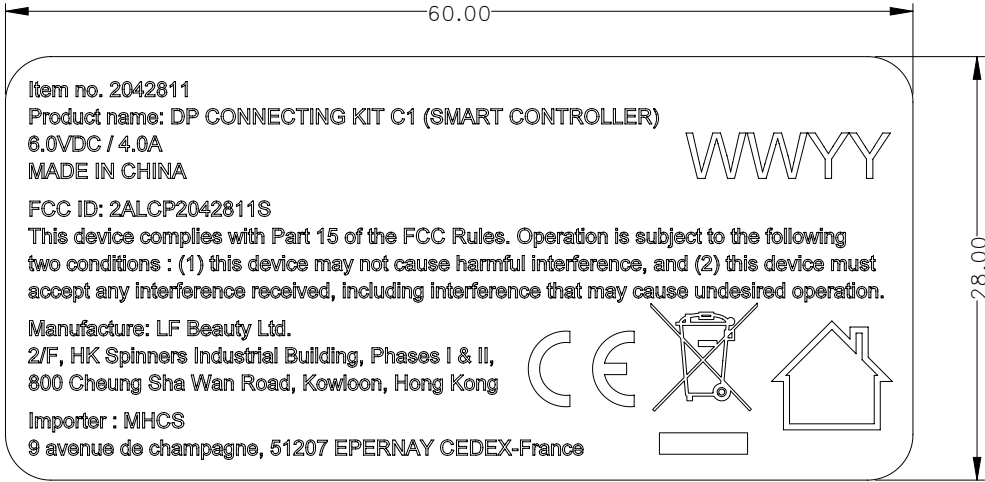 60.00
Item no. 2042811
Product name: DP CONNECTING KIT C1 (SMART CONTROLLER)
6.0VDC / 4.0A
MADE IN CHINA
WWYY
FCC ID: 2ALCP2042811S
This device complies with Part 15 of the FCC Rules. Operation is subject to the following
two conditions : (1) this device may not cause harmful interference, and (2) this device must
accept any interference received, including interference that may cause undesired operation.
28.00
Manufacture: LF Beauty Ltd.
2/F, HK Spinners Industrial Building, Phases I & II,
800 Cheung Sha Wan Road, Kowloon, Hong Kong
CE
Importer : MHCS
9 avenue de champagne, 51207 EPERNAY CEDEX-France